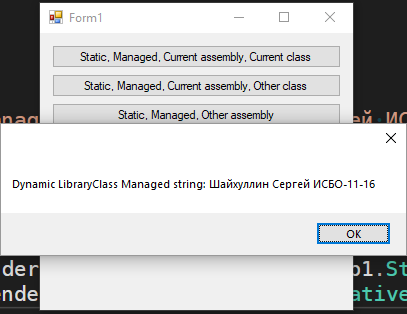 Form1
Static, Managed, Current assembly, Current class
Static, Managed, Current assembly, Other class
Static, Managed, Other assembly
Dynamic LibraryClass Managed string: Шайхуллин Сергей ИСБО-11-16
OK